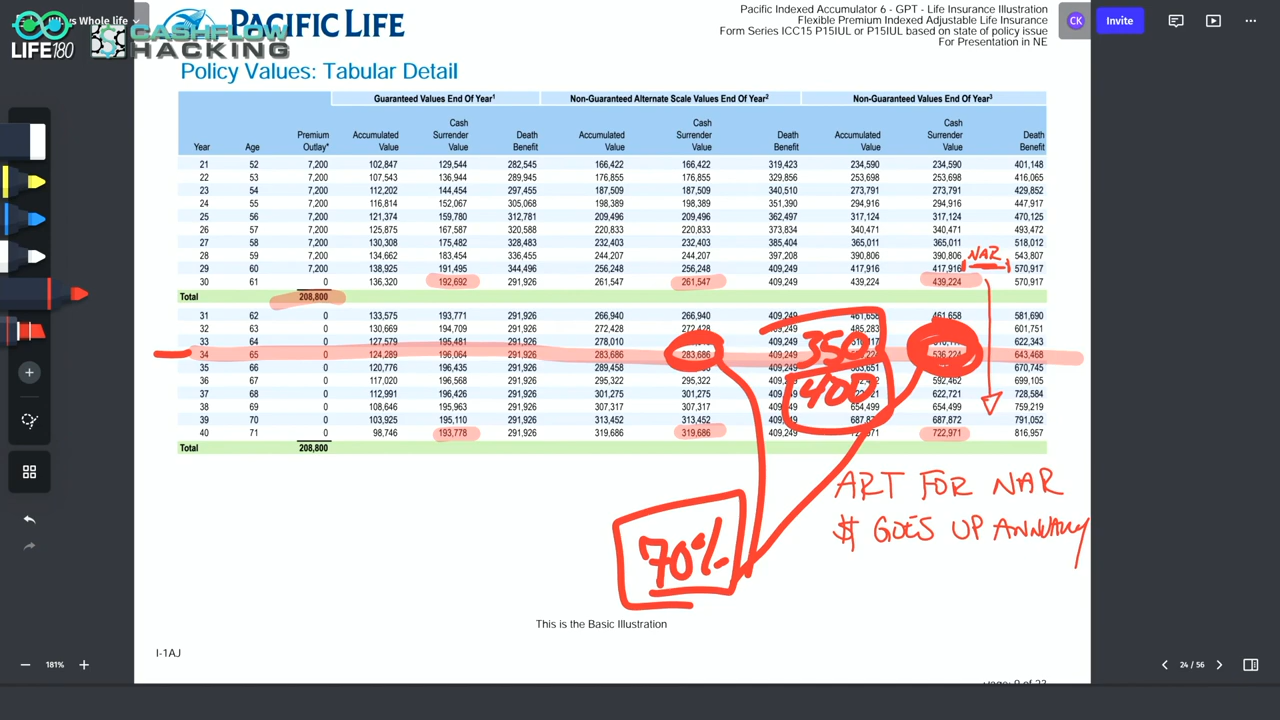 vs Whole life
LIFE180
CASHFLOW HACKING
PACIFIC LIFE
Pacific Indexed Accumulator 6 - GPT - Life Insurance Illustration
Flexible Premium Indexed Adjustable Life Insurance
Form Series ICC15 P15IUL or P15IUL based on state of policy issue
For Presentation in NE
CK Invite
Policy Values: Tabular Detail
Guaranteed Values End Of Year1 Non-Guaranteed Alternate Scale Values End Of Year2 Non-Guaranteed Values End Of Year3
Year Age Premium Outlay* Accumulated Value Cash Surrender Value Death Benefit Accumulated Value Cash Surrender Value Death Benefit Accumulated Value Cash Surrender Value Death Benefit
21 52 7,200 102,847 129,544 282,545 166,422 166,422 319,423 234,590 234,590 401,148
22 53 7,200 107,543 136,944 289,945 176,855 176,855 329,856 253,698 253,698 416,065
23 54 7,200 112,202 144,454 297,455 187,509 187,509 340,510 273,791 273,791 429,852
24 55 7,200 116,814 152,067 305,068 198,389 198,389 351,390 294,916 294,916 447,917
25 56 7,200 121,374 159,780 312,781 209,496 209,496 362,497 317,124 317,124 470,125
26 57 7,200 125,875 167,587 320,588 220,833 220,833 373,834 340,471 340,471 493,472
27 58 7,200 130,308 175,482 328,483 232,403 232,403 385,404 365,011 365,011 518,012
28 59 7,200 134,662 183,454 336,455 244,207 244,207 397,208 390,806 390,806 543,807
NAR
29 60 7,200 138,925 191,495 344,496 256,248 256,248 409,249 417,916 417,916 570,917
30 61 0 136,320 192,692 291,926 261,547 261,547 409,249 439,224 439,224 570,917
Total 208,800
31 62 0 133,575 193,771 291,926 266,940 266,940 409,249 461,658 461,658 581,690
32 63 0 130,669 194,709 291,926 272,428 272,428 409,249 485,283 601,751
33 64 0 127,579 195,481 291,926 278,010 409,249 622,343
34 65 0 124,289 196,064 291,926 283,686 283,686 409,249 536,224 643,468
35 66 0 120,776 196,435 291,926 289,458 409,249 670,745
36 67 0 117,020 196,568 291,926 295,322 295,322 592,462 699,105
37 68 0 112,991 196,426 291,926 301,275 301,275 622,721 728,584
38 69 0 108,646 195,963 291,926 307,317 307,317 654,499 654,499 759,219
39 70 0 103,925 195,110 291,926 313,452 313,452 687,872 791,052
40 71 0 98,746 193,778 291,926 319,686 319,686 409,249 722,971 816,957
Total 208,800
350
400
70%
ART FOR NAR
$ GOES UP ANNUALLY
This is the Basic Illustration
I-1AJ
181%
24 / 56